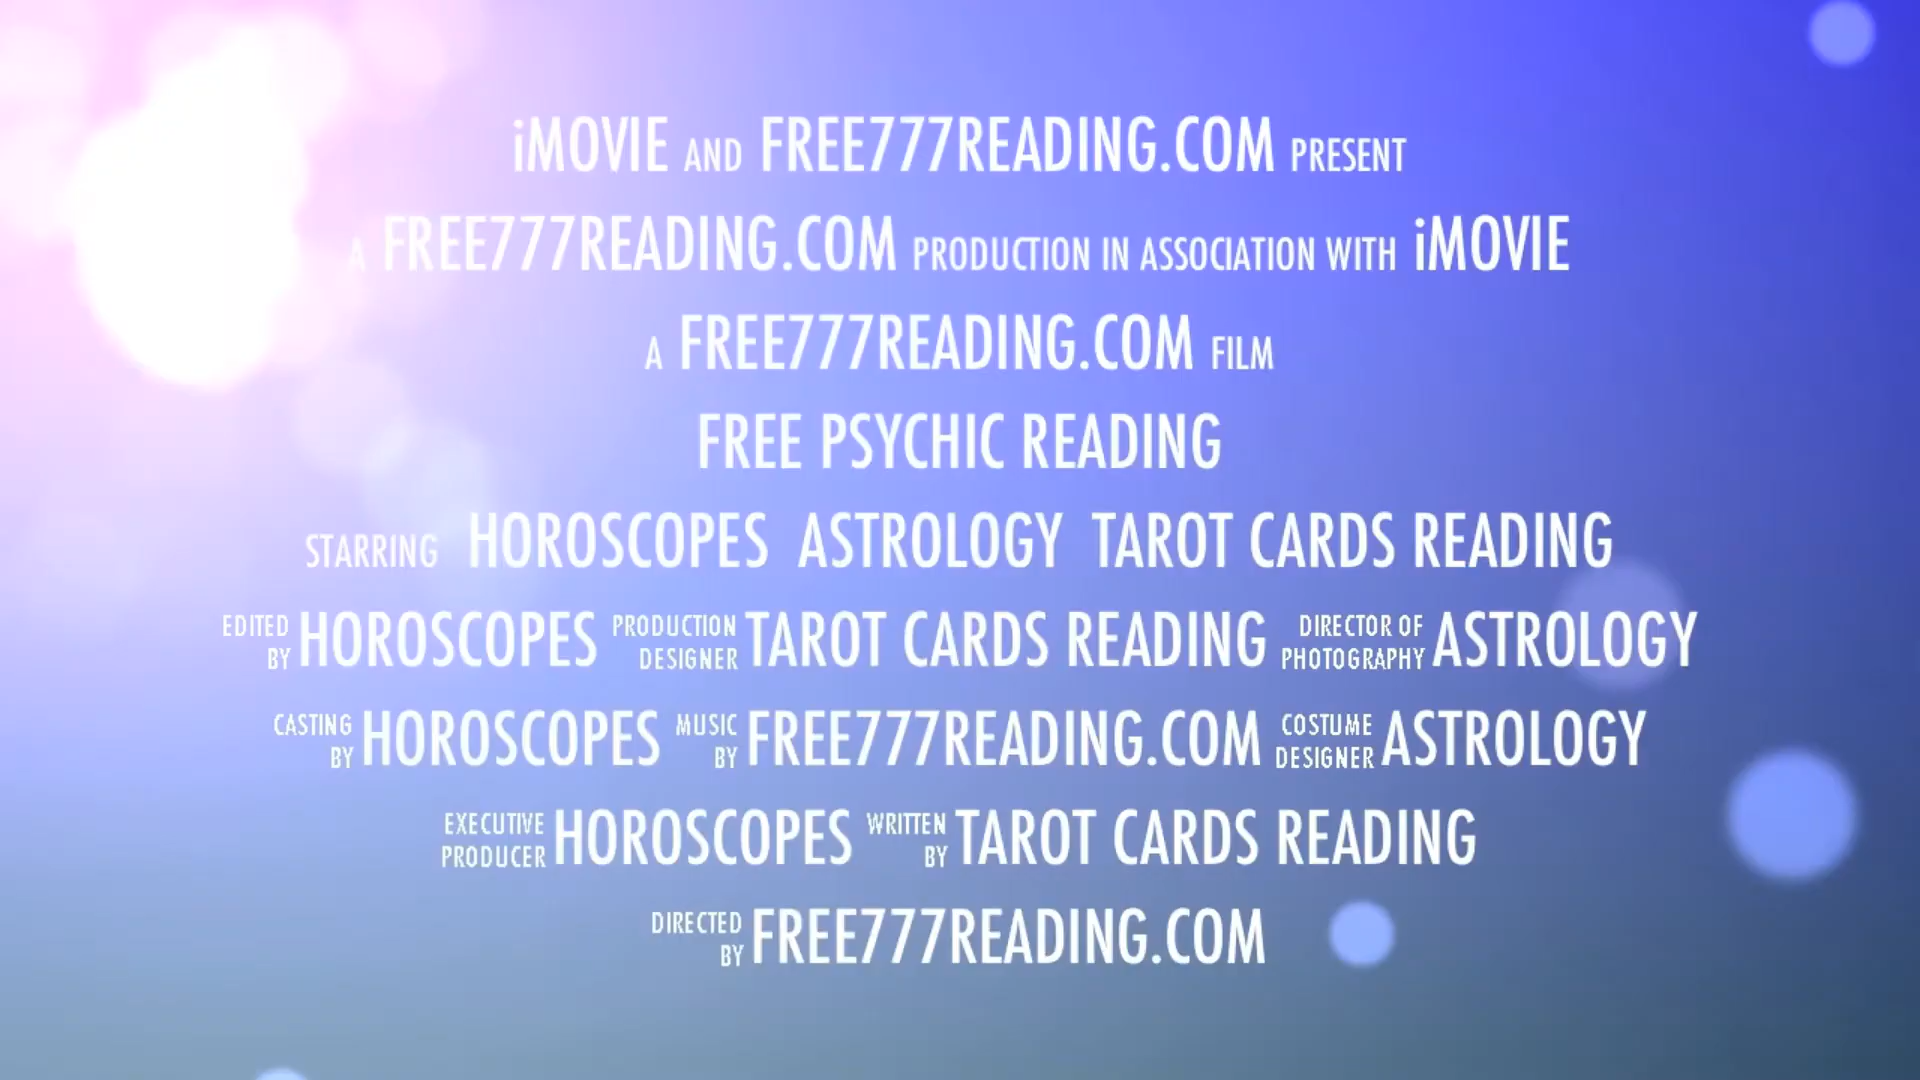 iMOVIE AND FREE777READING.COM PRESENT
A FREE777READING.COM PRODUCTION IN ASSOCIATION WITH iMOVIE
A FREE777READING.COM FILM
FREE PSYCHIC READING
STARRING HOROSCOPES ASTROLOGY TAROT CARDS READING
EDITED BY HOROSCOPES PRODUCTION DESIGNER TAROT CARDS READING DIRECTOR OF PHOTOGRAPHY ASTROLOGY
CASTING BY HOROSCOPES MUSIC BY FREE777READING.COM COSTUME DESIGNER ASTROLOGY
EXECUTIVE PRODUCER HOROSCOPES WRITTEN BY TAROT CARDS READING
DIRECTED BY FREE777READING.COM